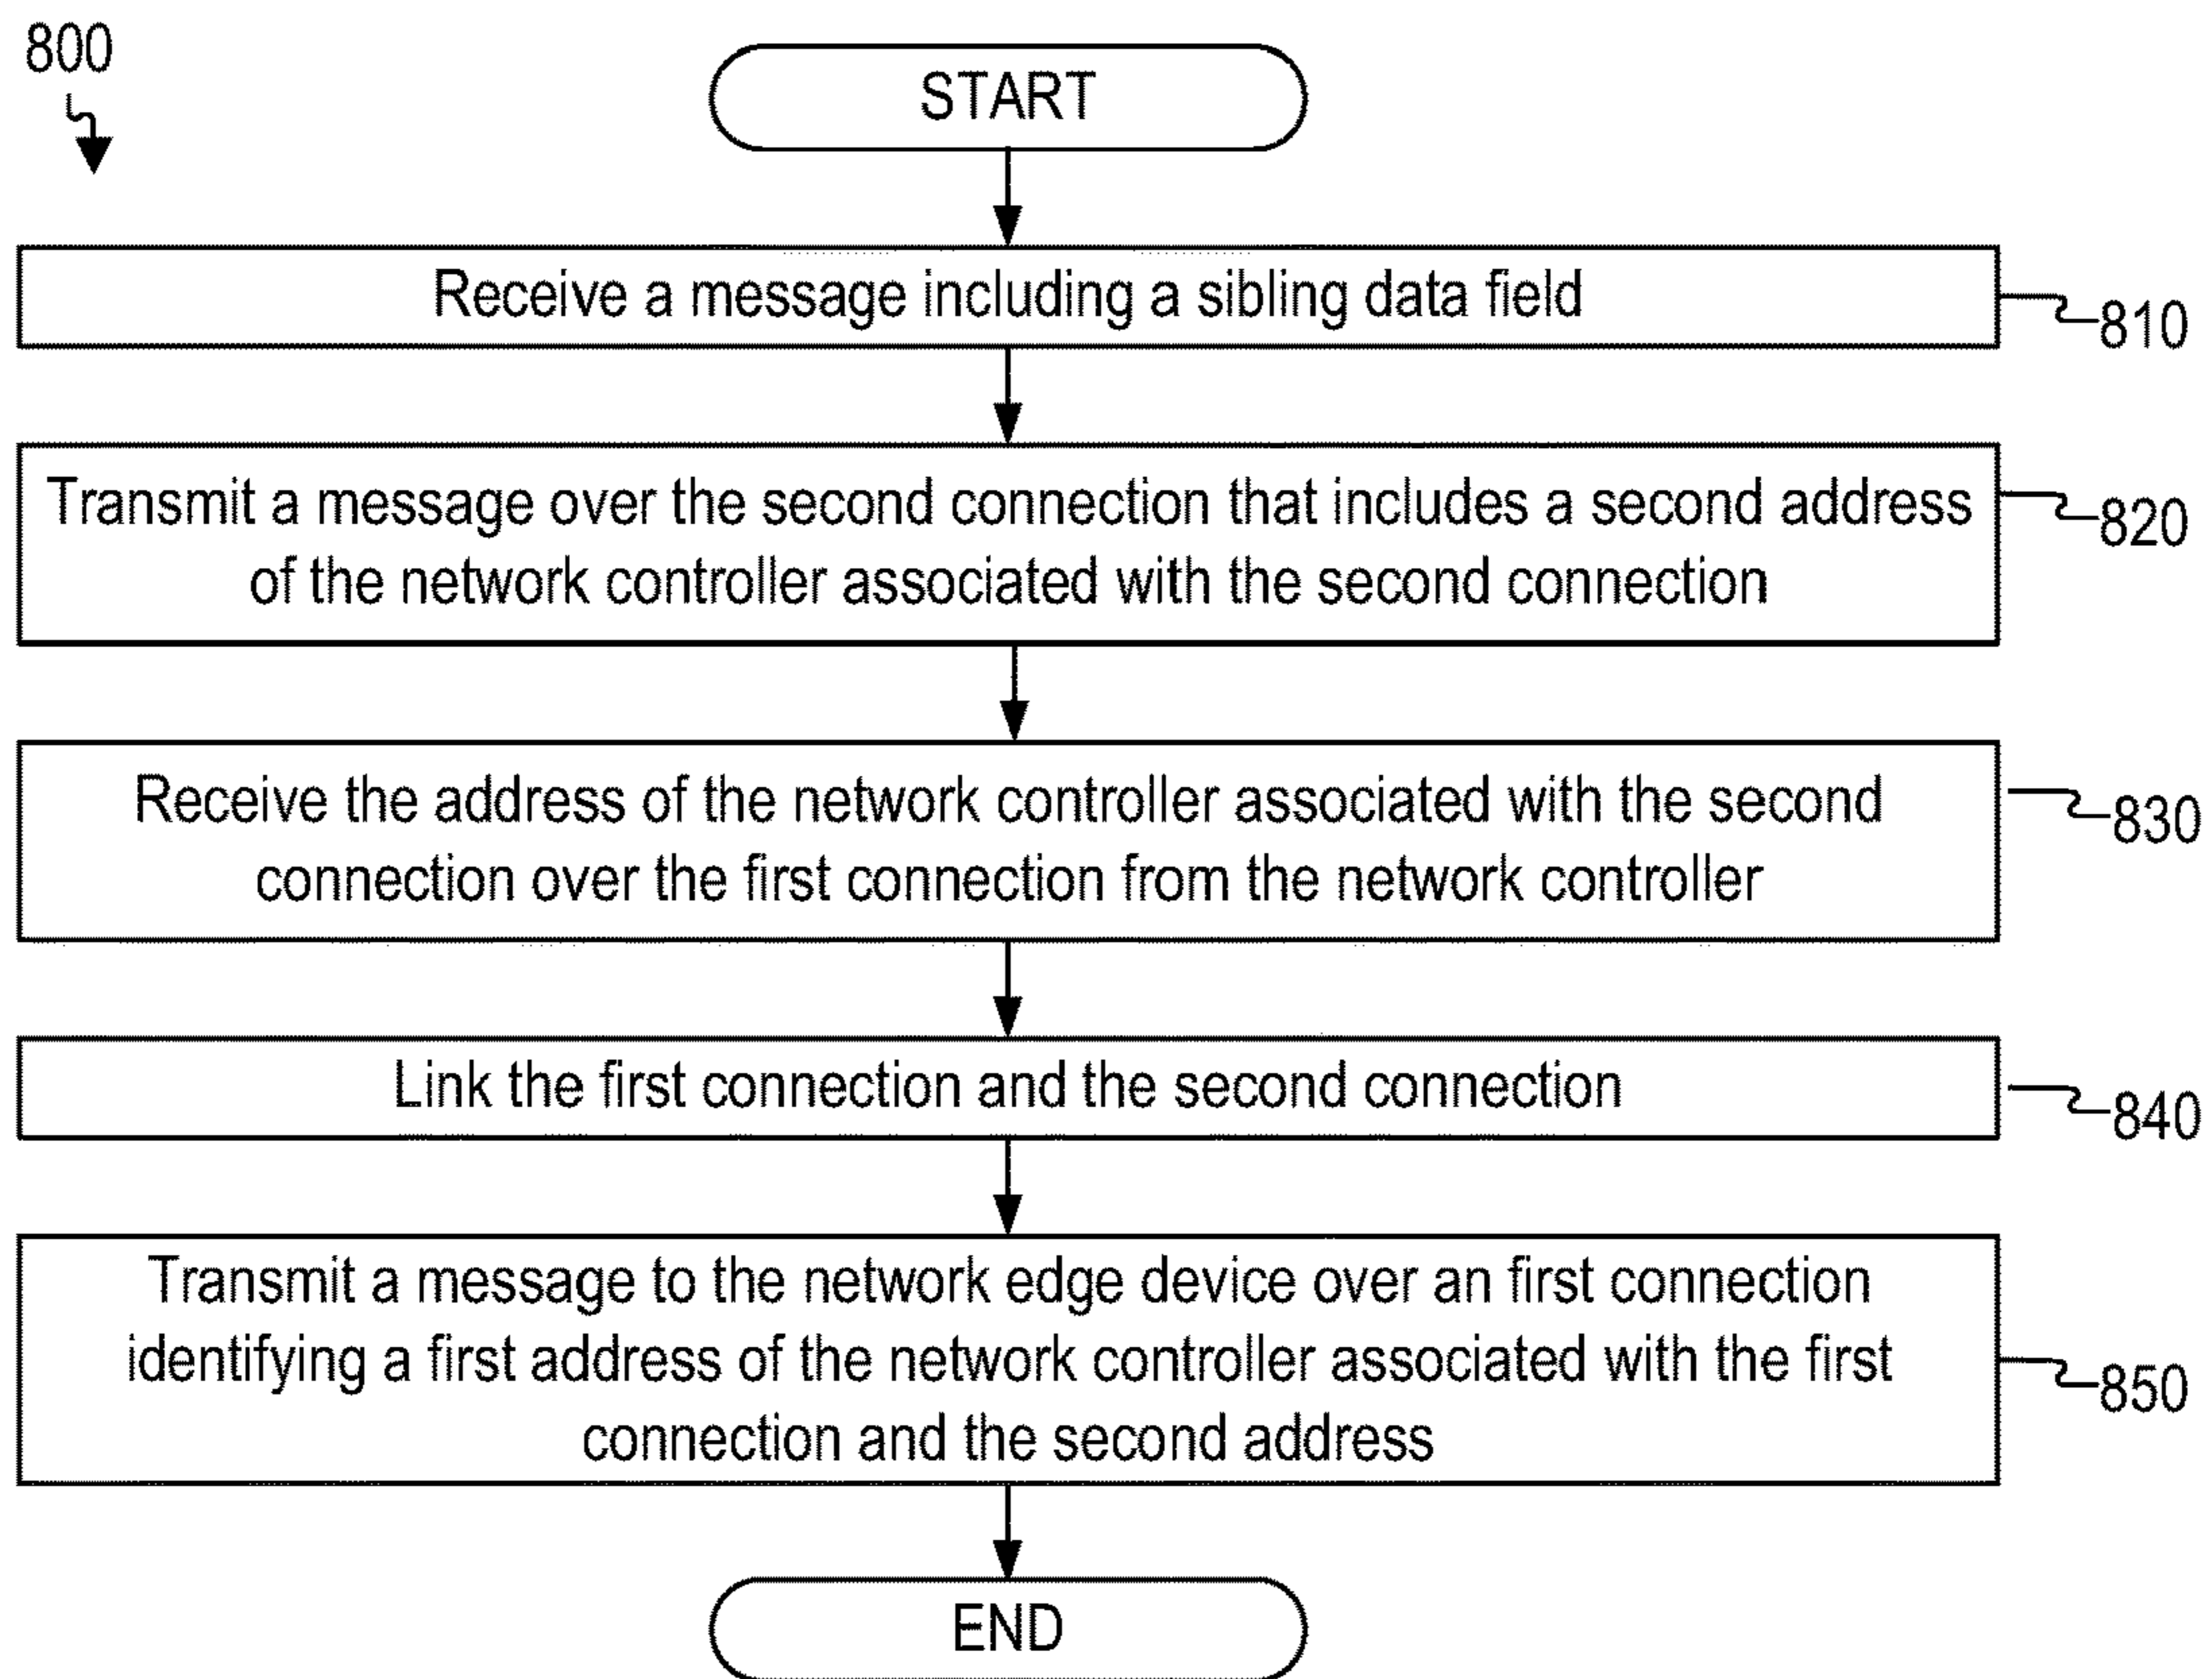 800
START
Receive a message including a sibling data field
810
Transmit a message over the second connection that includes a second address
of the network controller associated with the second connection
820
Receive the address of the network controller associated with the second
connection over the first connection from the network controller
830
Link the first connection and the second connection
840
Transmit a message to the network edge device over an first connection
identifying a first address of the network controller associated with the first
connection and the second address
850
END